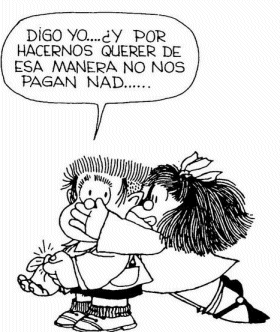 DIGO YO....¿Y POR
HACERNOS QUERER DE
ESA MANERA NO NOS
PAGAN NAD......